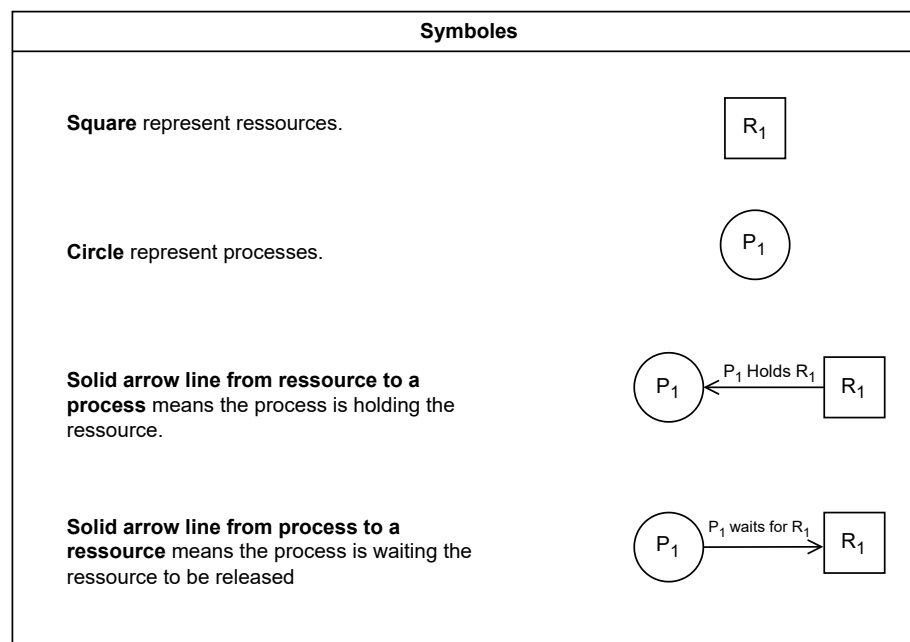 Symboles
Square represent ressources.
R₁
Circle represent processes.
P₁
Solid arrow line from ressource to a
process means the process is holding the
ressource.
P₁
P₁ Holds R₁
R₁
Solid arrow line from process to a
ressource means the process is waiting the
ressource to be released
P₁
P₁ waits for R₁
R₁